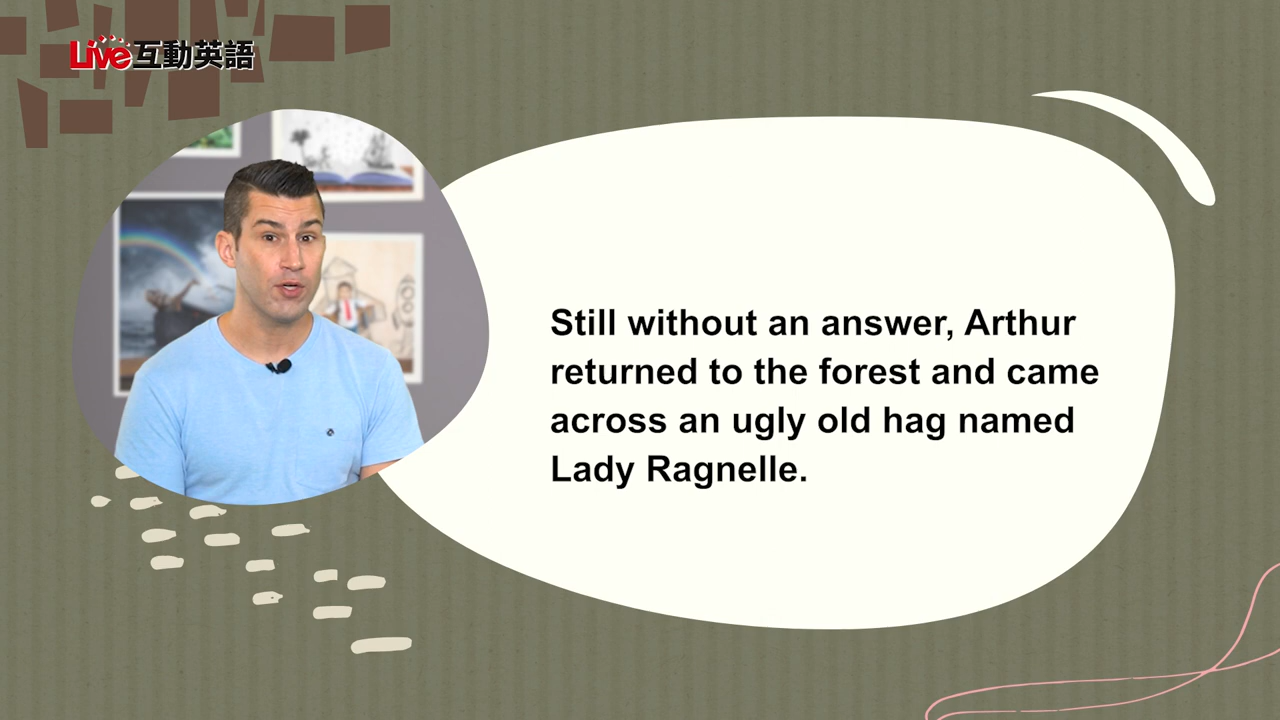 Live互動英語
Still without an answer, Arthur
returned to the forest and came
across an ugly old hag named
Lady Ragnelle.